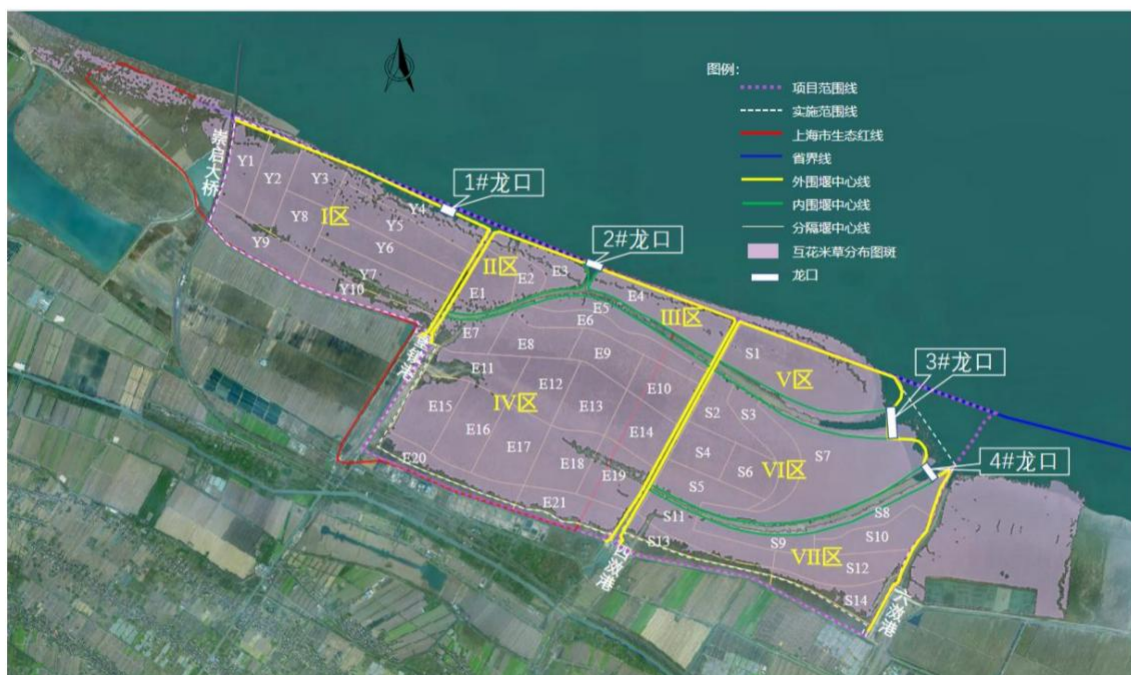 图例:
项目范围线
实施范围线
上海市生态红线
省界线
外围堰中心线
内围堰中心线
分隔堰中心线
互花米草分布图斑
龙口
崇启大桥
1#龙口
2#龙口
3#龙口
4#龙口
Y1
Y2
Y3
Y4
Y5
Y6
Y7
Y8
Y9
Y10
I区
II区
E1
E2
E3
E4
E5
E6
III区
E7
E8
E9
E10
E11
E12
E13
E14
E15
E16
E17
E18
E19
E20
E21
IV区
S1
V区
S2
S3
S4
S5
S6
S7
VI区
S8
S9
S10
S11
S12
S13
S14
VII区
四滧港
六滧港